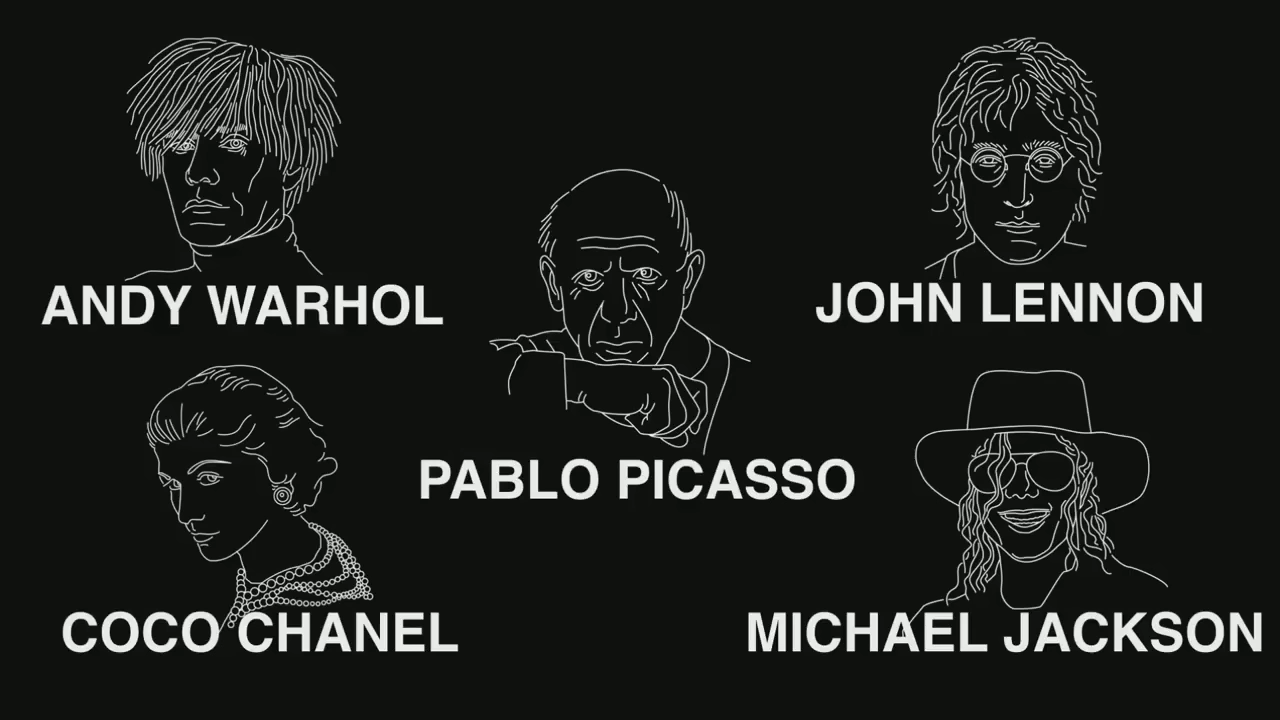 ANDY WARHOL
JOHN LENNON
PABLO PICASSO
COCO CHANEL
MICHAEL JACKSON